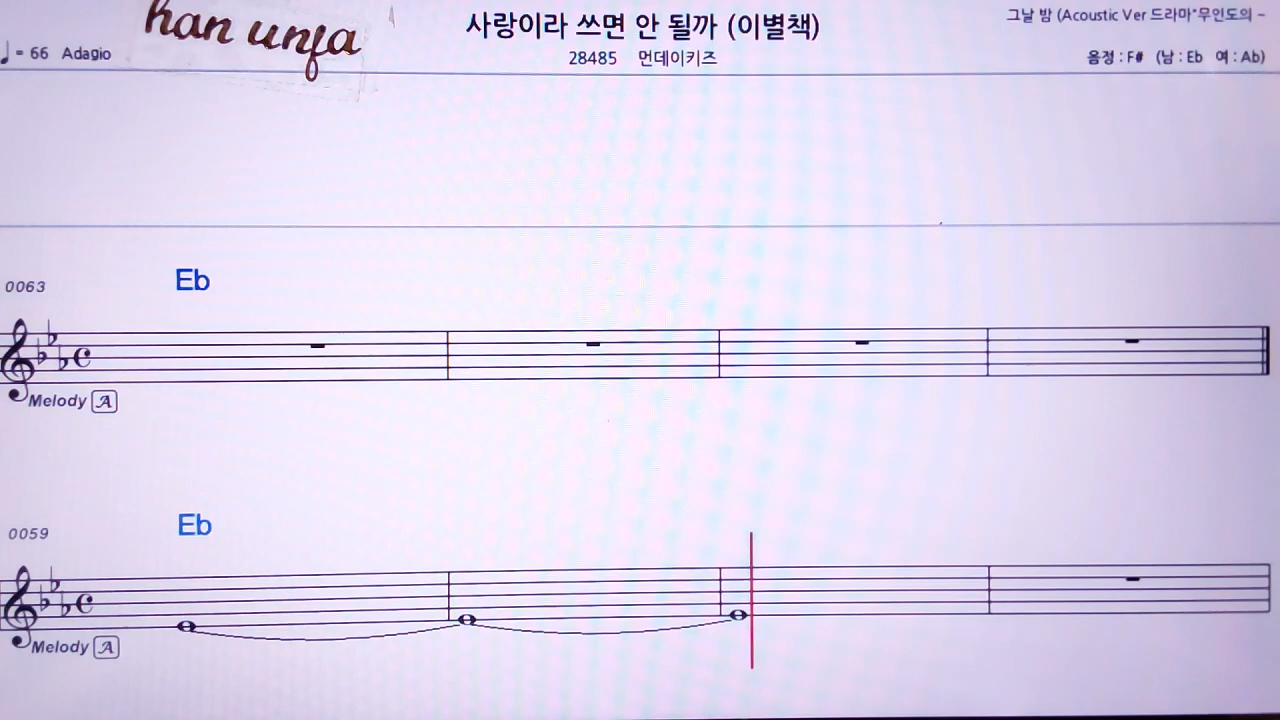 han unfa
사랑이라 쓰면 안 될까 (이별책)
그날 밤 (Acoustic Ver 드라마"무인도의 -
♩= 66 Adagio
28485 먼데이키즈
음정 : F# (남 : Eb 여 : Ab)
Eb
0063
Melody A
Eb
0059
Melody A